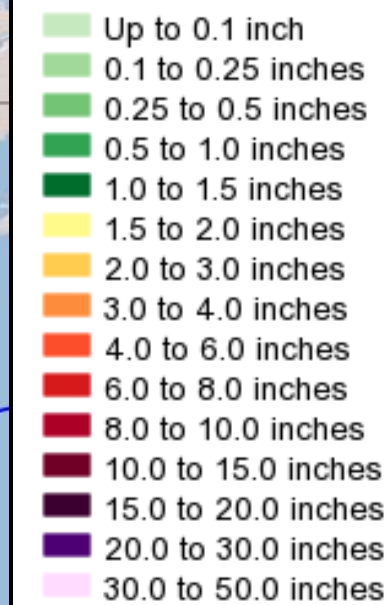 Up to 0.1 inch
0.1 to 0.25 inches
0.25 to 0.5 inches
0.5 to 1.0 inches
1.0 to 1.5 inches
1.5 to 2.0 inches
2.0 to 3.0 inches
3.0 to 4.0 inches
4.0 to 6.0 inches
6.0 to 8.0 inches
8.0 to 10.0 inches
10.0 to 15.0 inches
15.0 to 20.0 inches
20.0 to 30.0 inches
30.0 to 50.0 inches